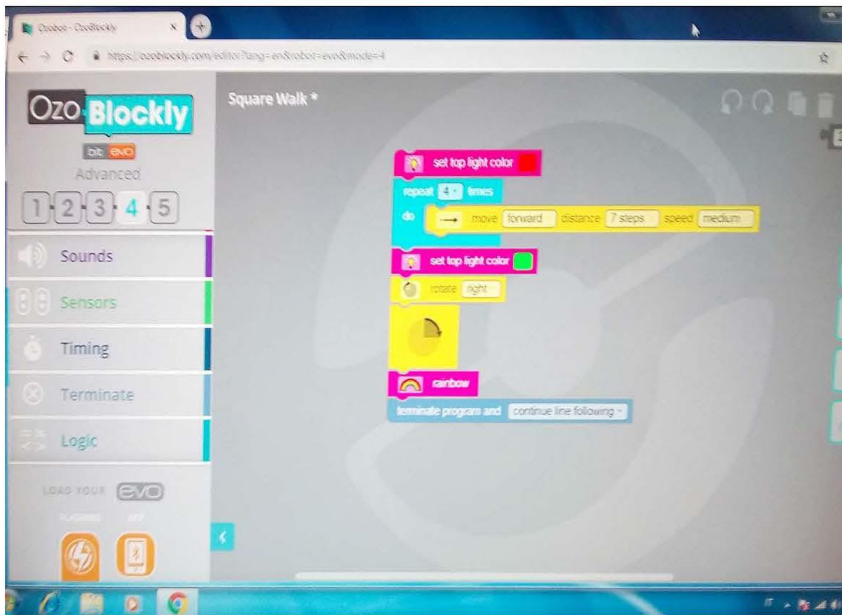 Ozobot - OzoBlockly
https://ozoblockly.com/editor?lang=en&robot=evo&mode=4
Ozo Blockly
bit evo
Advanced
1 2 3 4 5
Sounds
Sensors
Timing
Terminate
Logic
LOAD YOUR evo
Square Walk *
set top light color
repeat 4 times
do move forward distance 7 steps speed medium
set top light color
rotate right
rainbow
terminate program and continue line following
IT